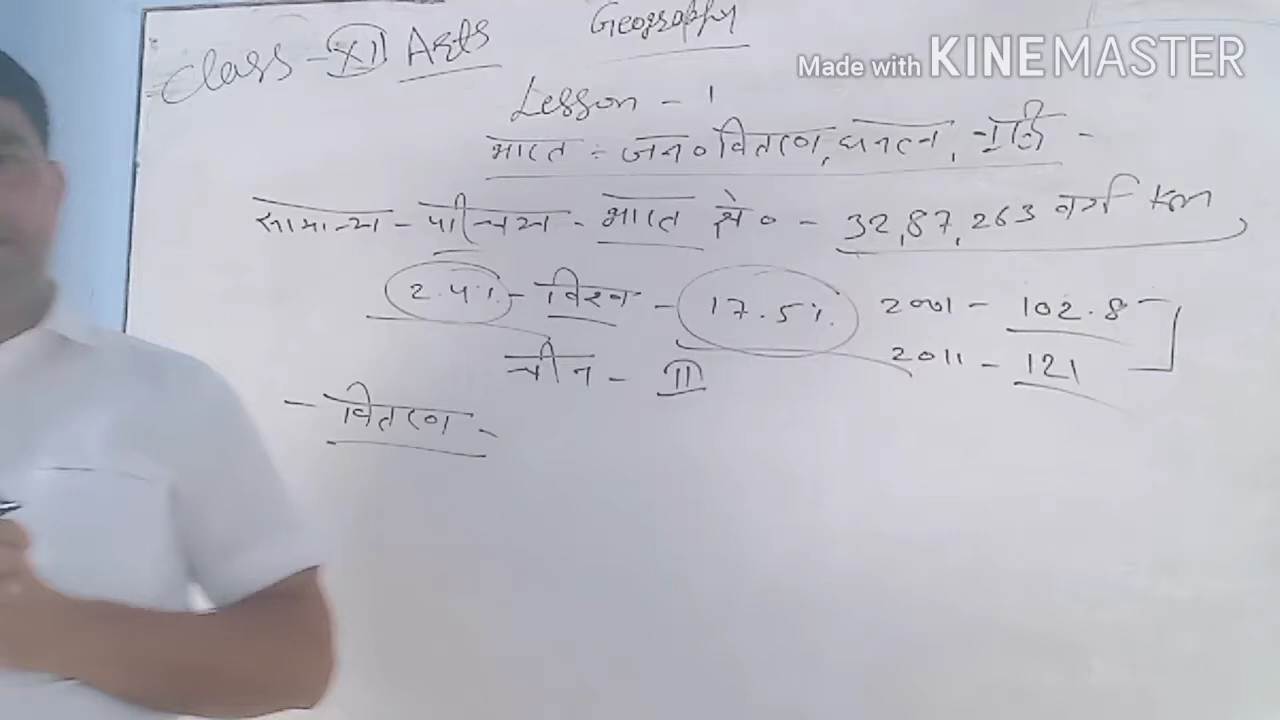 Class - XII Arts
Geography
Made with KINEMASTER
Lesson - 1
भारत : जन० वितरण, घनत्व, वृद्धि -
सामान्य - परिचय - भारत क्षे० - 32,87,263 वर्ग Km
2.4% - विश्व - 17.5%. 2001 - 102.8
चीन - II 2011 - 121
- वितरण -